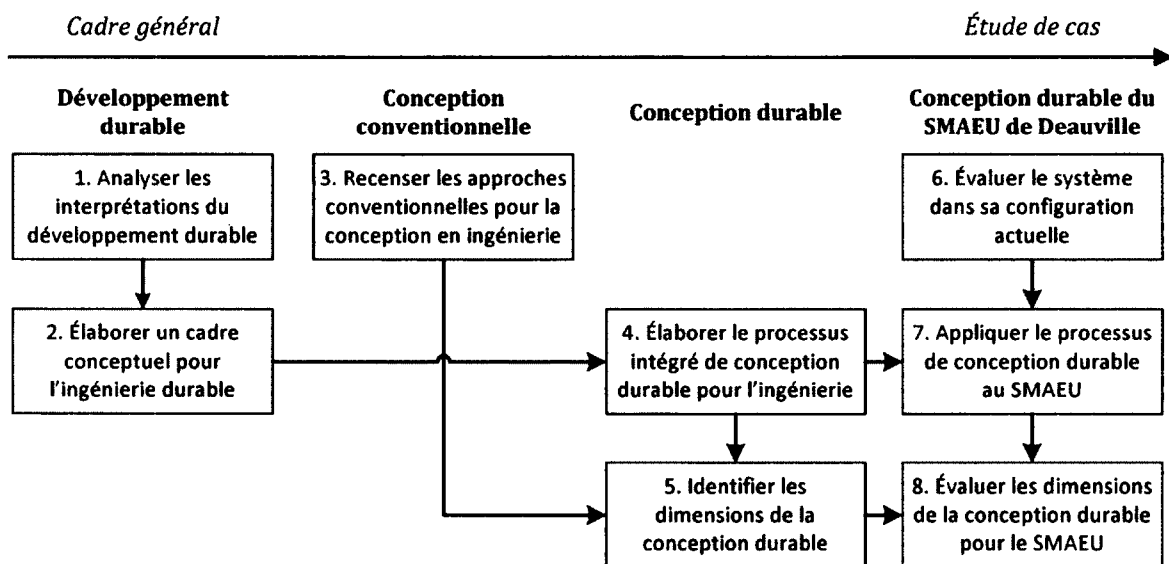 Cadre général
Étude de cas
Développement
durable
Conception
conventionnelle
Conception durable
Conception durable du
SMAEU de Deauville
1. Analyser les
interprétations du
développement durable
3. Recenser les approches
conventionnelles pour la
conception en ingénierie
6. Évaluer le système
dans sa configuration
actuelle
2. Élaborer un cadre
conceptuel pour
l'ingénierie durable
4. Élaborer le processus
intégré de conception
durable pour l'ingénierie
7. Appliquer le processus
de conception durable
au SMAEU
5. Identifier les
dimensions de la
conception durable
8. Évaluer les dimensions
de la conception durable
pour le SMAEU